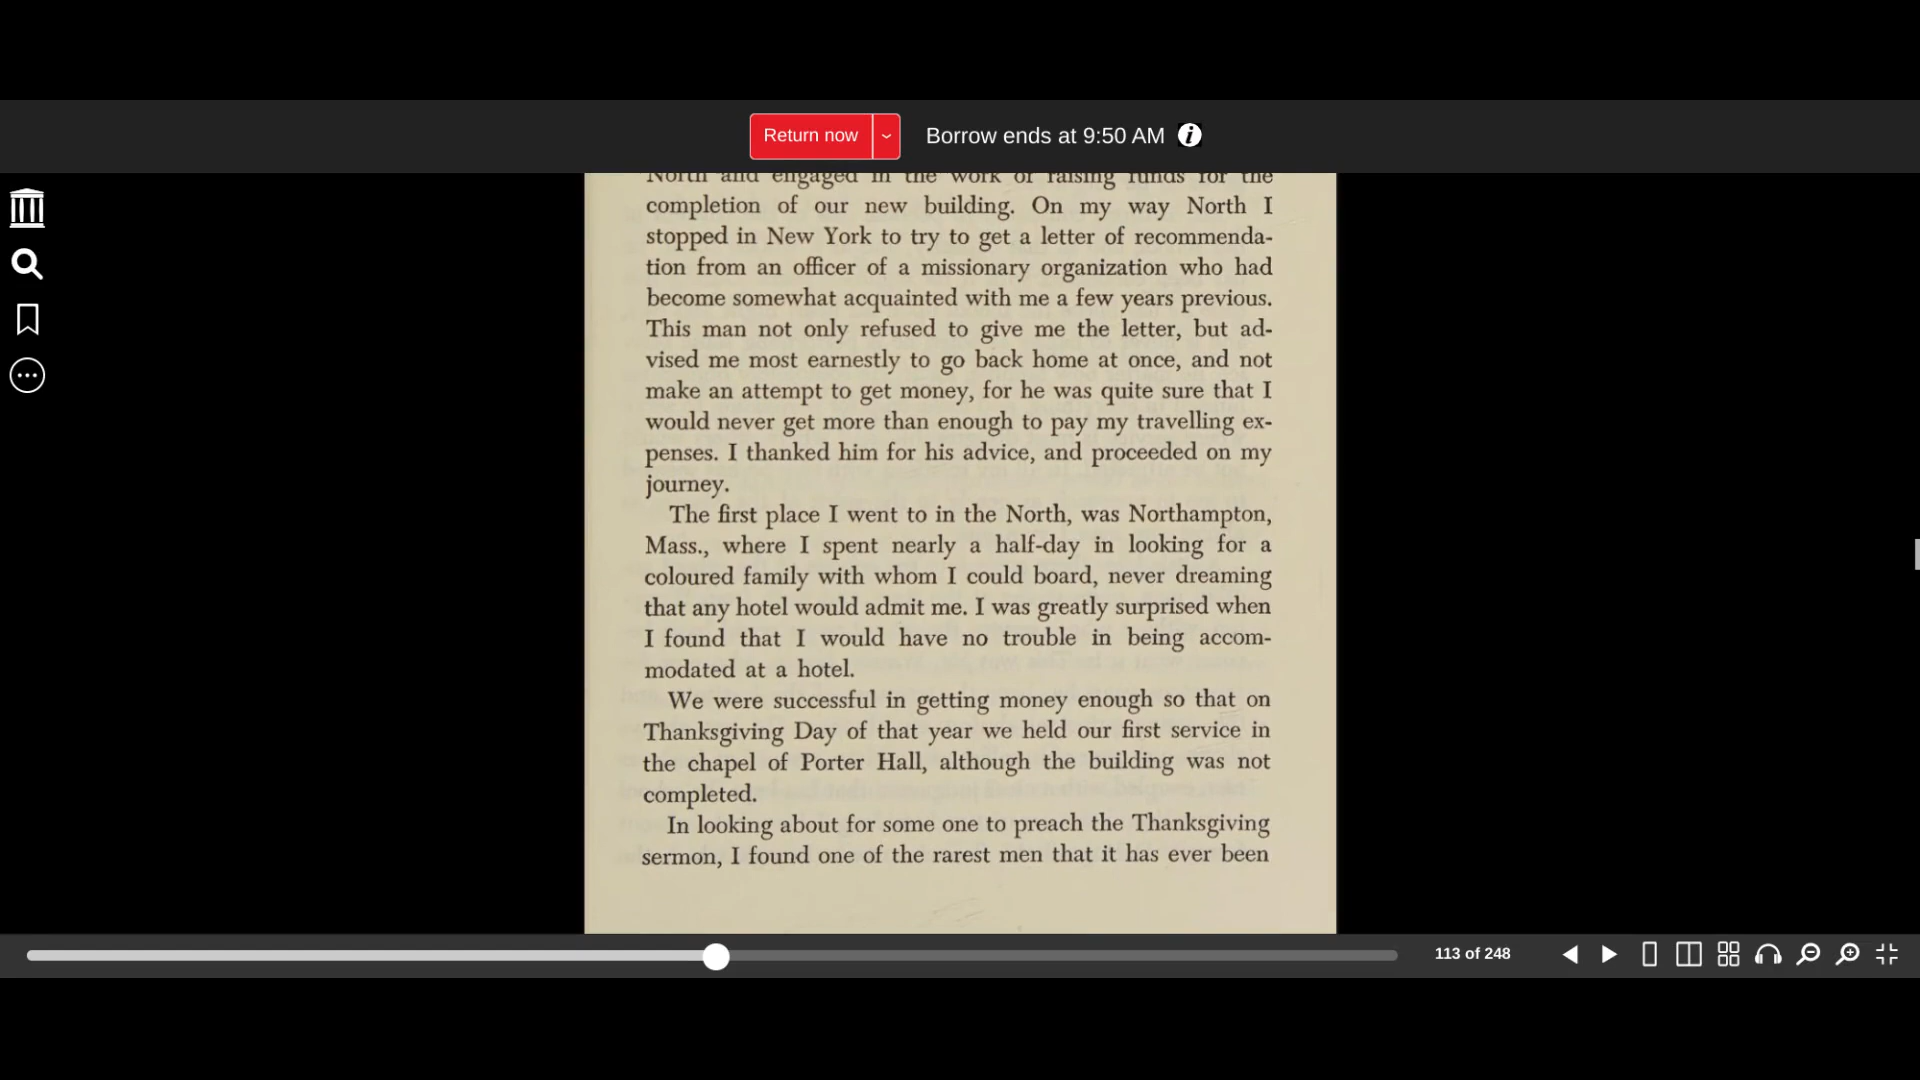 Return now
Borrow ends at 9:50 AM
North and engaged in the work of raising funds for the
completion of our new building. On my way North I
stopped in New York to try to get a letter of recommenda-
tion from an officer of a missionary organization who had
become somewhat acquainted with me a few years previous.
This man not only refused to give me the letter, but ad-
vised me most earnestly to go back home at once, and not
make an attempt to get money, for he was quite sure that I
would never get more than enough to pay my travelling ex-
penses. I thanked him for his advice, and proceeded on my
journey.
The first place I went to in the North, was Northampton,
Mass., where I spent nearly a half-day in looking for a
coloured family with whom I could board, never dreaming
that any hotel would admit me. I was greatly surprised when
I found that I would have no trouble in being accom-
modated at a hotel.
We were successful in getting money enough so that on
Thanksgiving Day of that year we held our first service in
the chapel of Porter Hall, although the building was not
completed.
In looking about for some one to preach the Thanksgiving
sermon, I found one of the rarest men that it has ever been
113 of 248